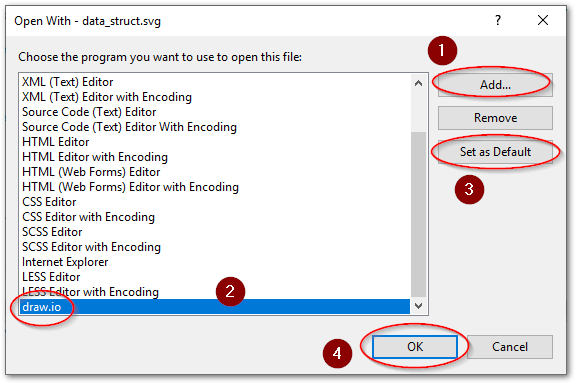 Open With - data_struct.svg
?
1
Choose the program you want to use to open this file:
XML (Text) Editor
XML (Text) Editor with Encoding
Source Code (Text) Editor
Source Code (Text) Editor With Encoding
HTML Editor
HTML Editor with Encoding
HTML (Web Forms) Editor
HTML (Web Forms) Editor with Encoding
CSS Editor
CSS Editor with Encoding
SCSS Editor
SCSS Editor with Encoding
Internet Explorer
LESS Editor
LESS Editor with Encoding
draw.io
2
Add...
Remove
Set as Default
3
4
OK
Cancel